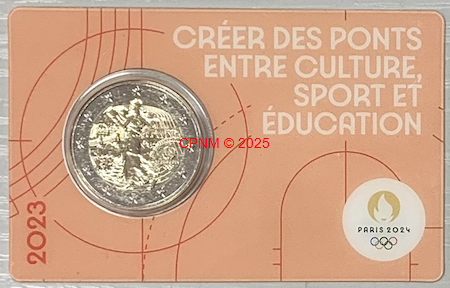 CRÉER DES PONTS
ENTRE CULTURE,
SPORT ET
ÉDUCATION
CPNM © 2025
2023
PARIS 2024